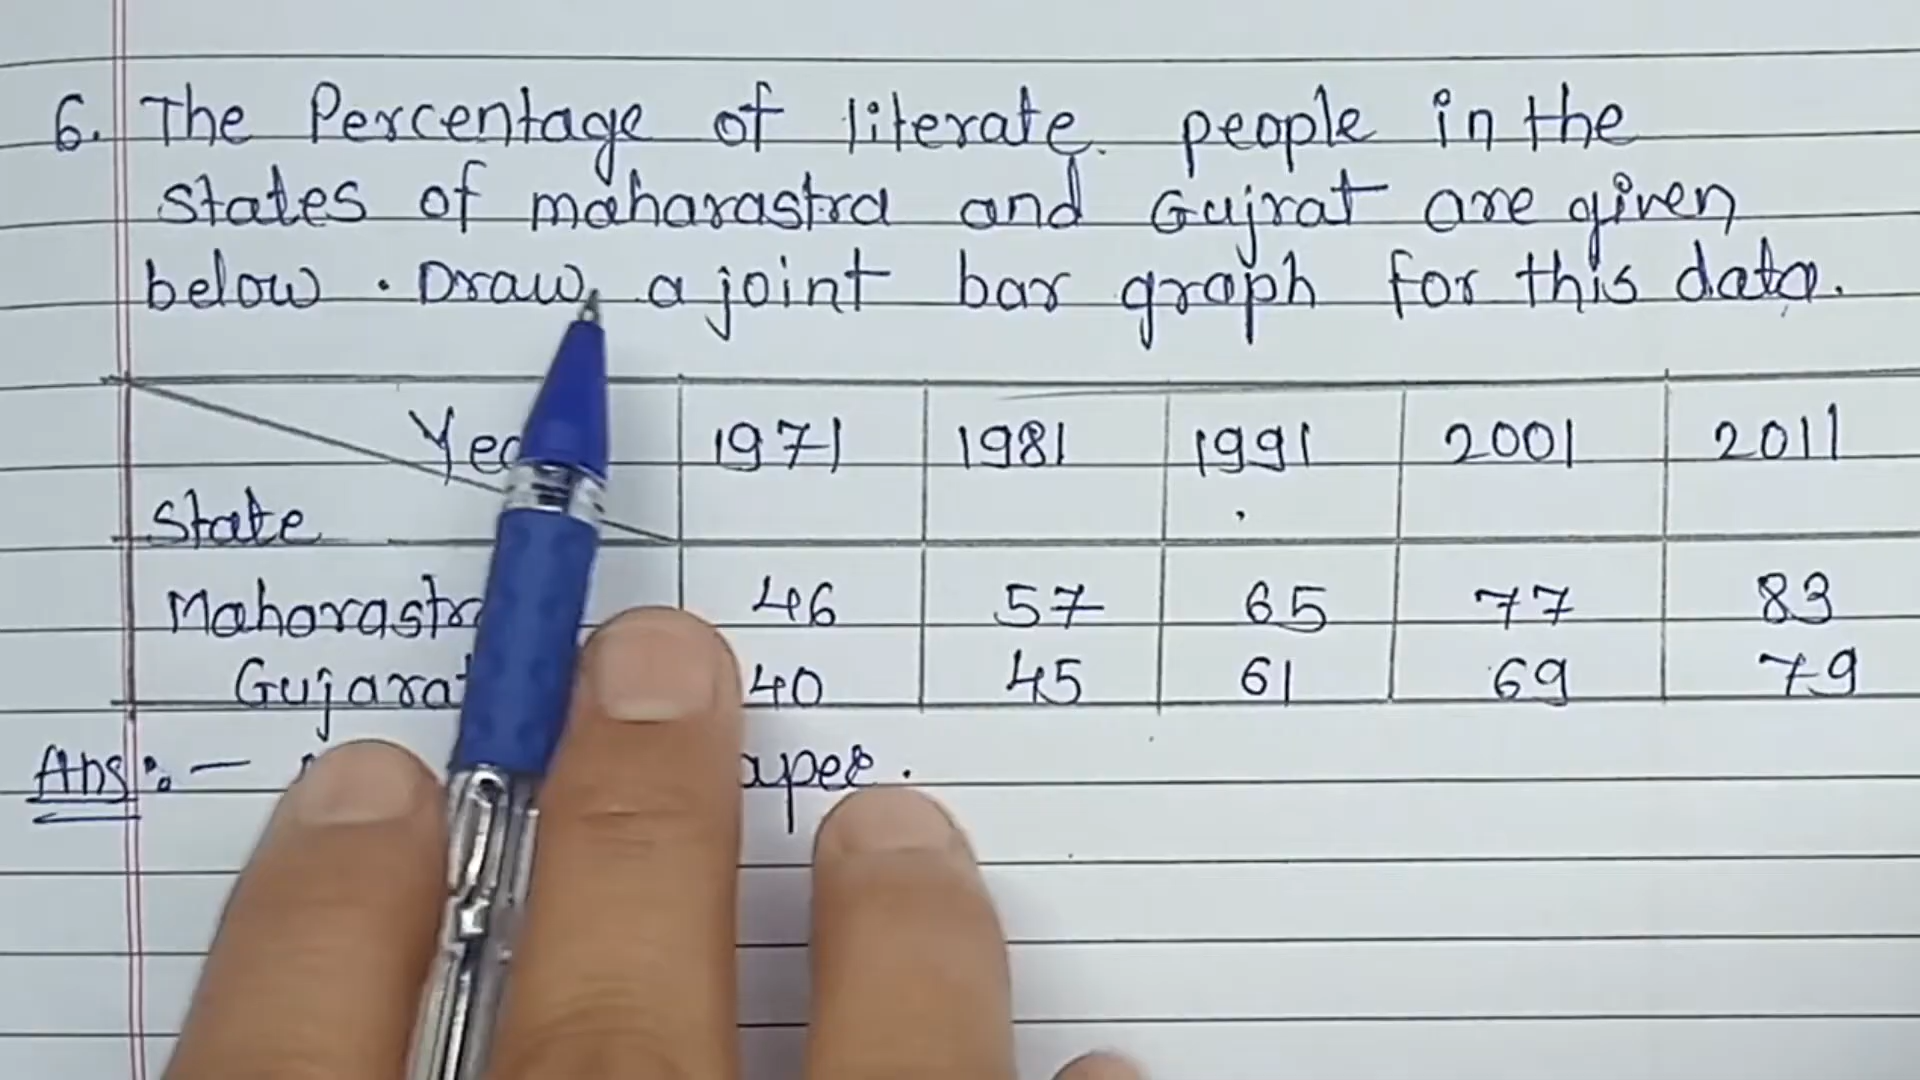 6. The Percentage of literate people in the
states of maharastra and Gujrat are given
below. Draw a joint bar graph for this data.
1971 1981 1991 2001 2011
State
46 57 65 77 83
40 45 61 69 79
Ans:-